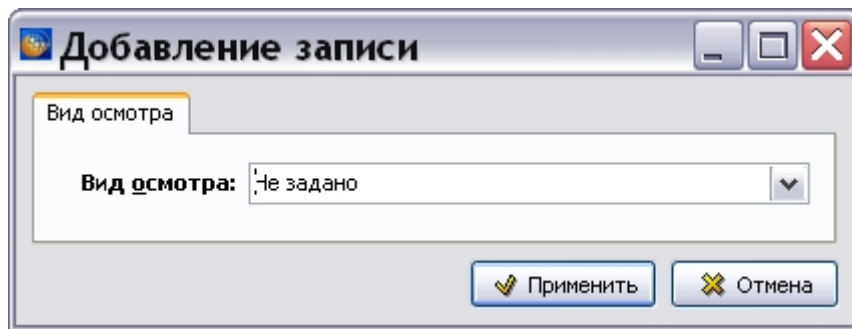 Добавление записи
Вид осмотра
Вид осмотра: Не задано
Применить Отмена